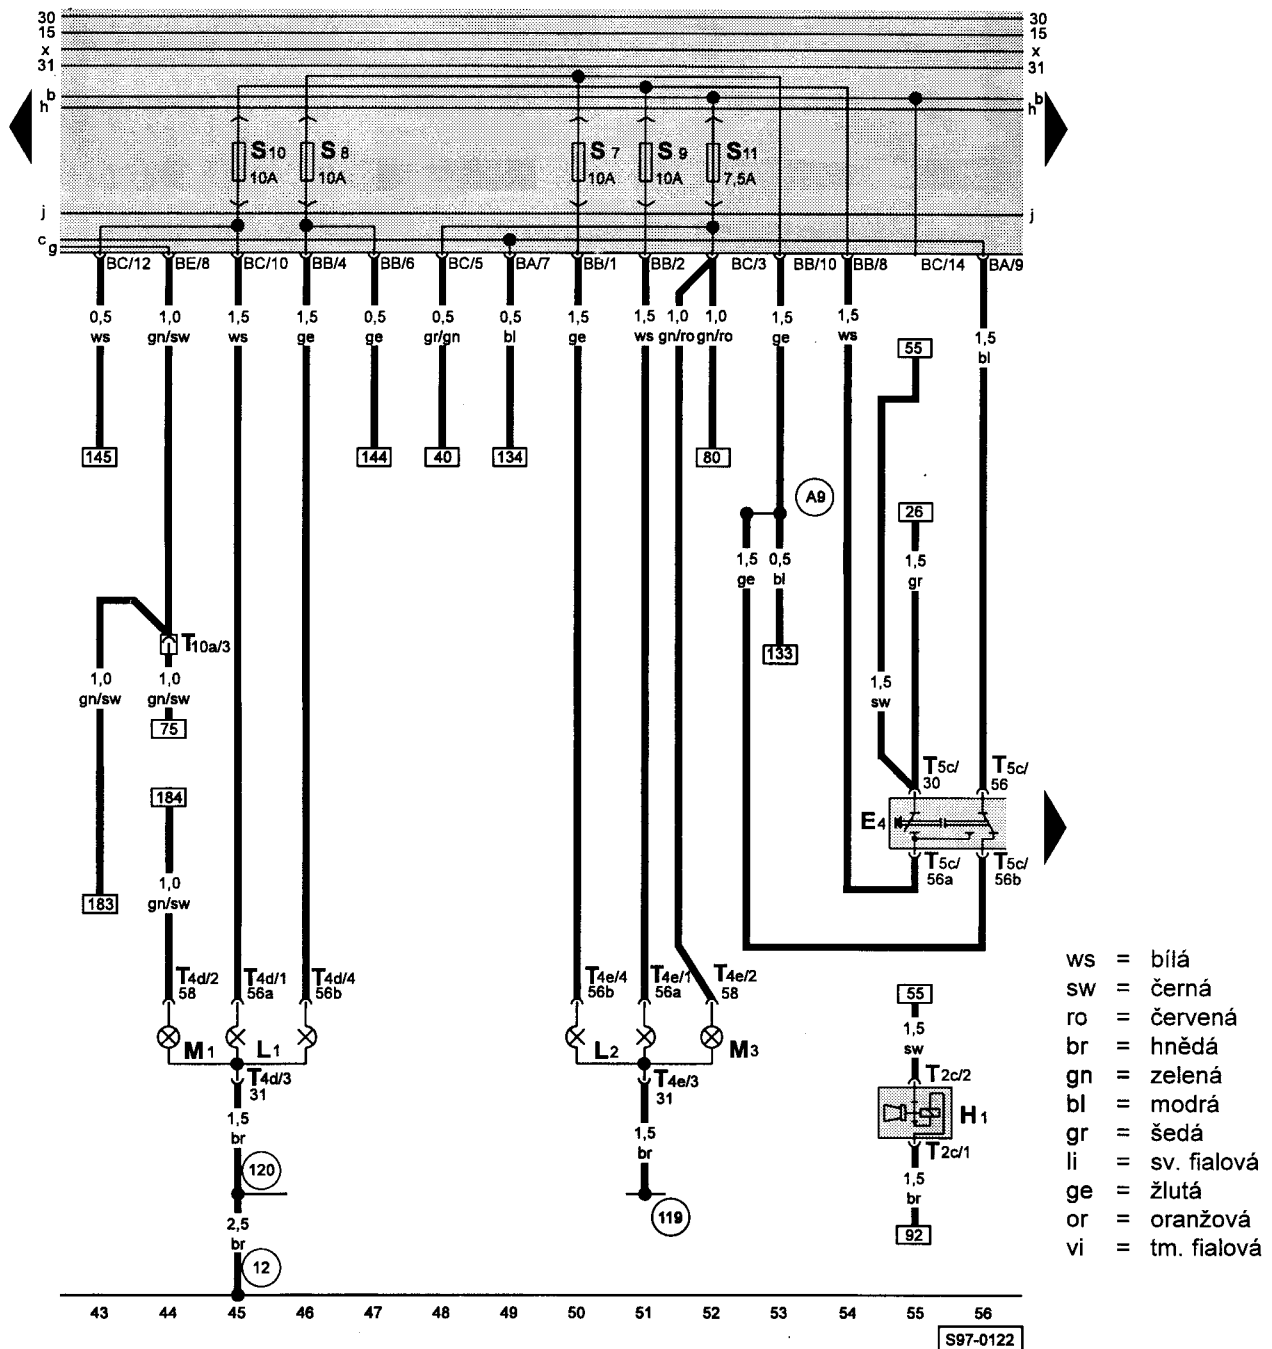 30 30
15 15
x x
31 31
b b
h h
S10 S8 S7 S9 S11
10A 10A 10A 10A 7,5A
j j
c
g
BC/12 BE/8 BC/10 BB/4 BB/6 BC/5 BA/7 BB/1 BB/2 BC/3 BB/10 BB/8 BC/14 BA/9
0,5 1,0 1,5 1,5 0,5 0,5 0,5 1,5 1,5 1,0 1,0 1,5 1,5
ws gn/sw ws ge ge gr/gn bl ge ws gn/ro gn/ro ge ws
1,5
bl
55
145 144 40 134 80
A9
26
1,5 0,5 1,5
ge bl gr
T10a/3
133
1,0 1,0
gn/sw gn/sw
1,5
sw
75
T5c/ T5c/
30 56
184
E4
T5c/ T5c/
56a 56b
1,0
gn/sw
183
T4d/2 T4d/1 T4d/4 T4e/4 T4e/1 T4e/2
58 56a 56b 56b 56a 58
M1 L1 L2 M3
55
1,5
sw
T4d/3 T4e/3
31 31
T2c/2
H1
T2c/1
1,5 1,5 1,5
br br br
120
119
92
2,5
br
12
ws = bílá
sw = černá
ro = červená
br = hnědá
gn = zelená
bl = modrá
gr = šedá
li = sv. fialová
ge = žlutá
or = oranžová
vi = tm. fialová
43 44 45 46 47 48 49 50 51 52 53 54 55 56
S97-0122